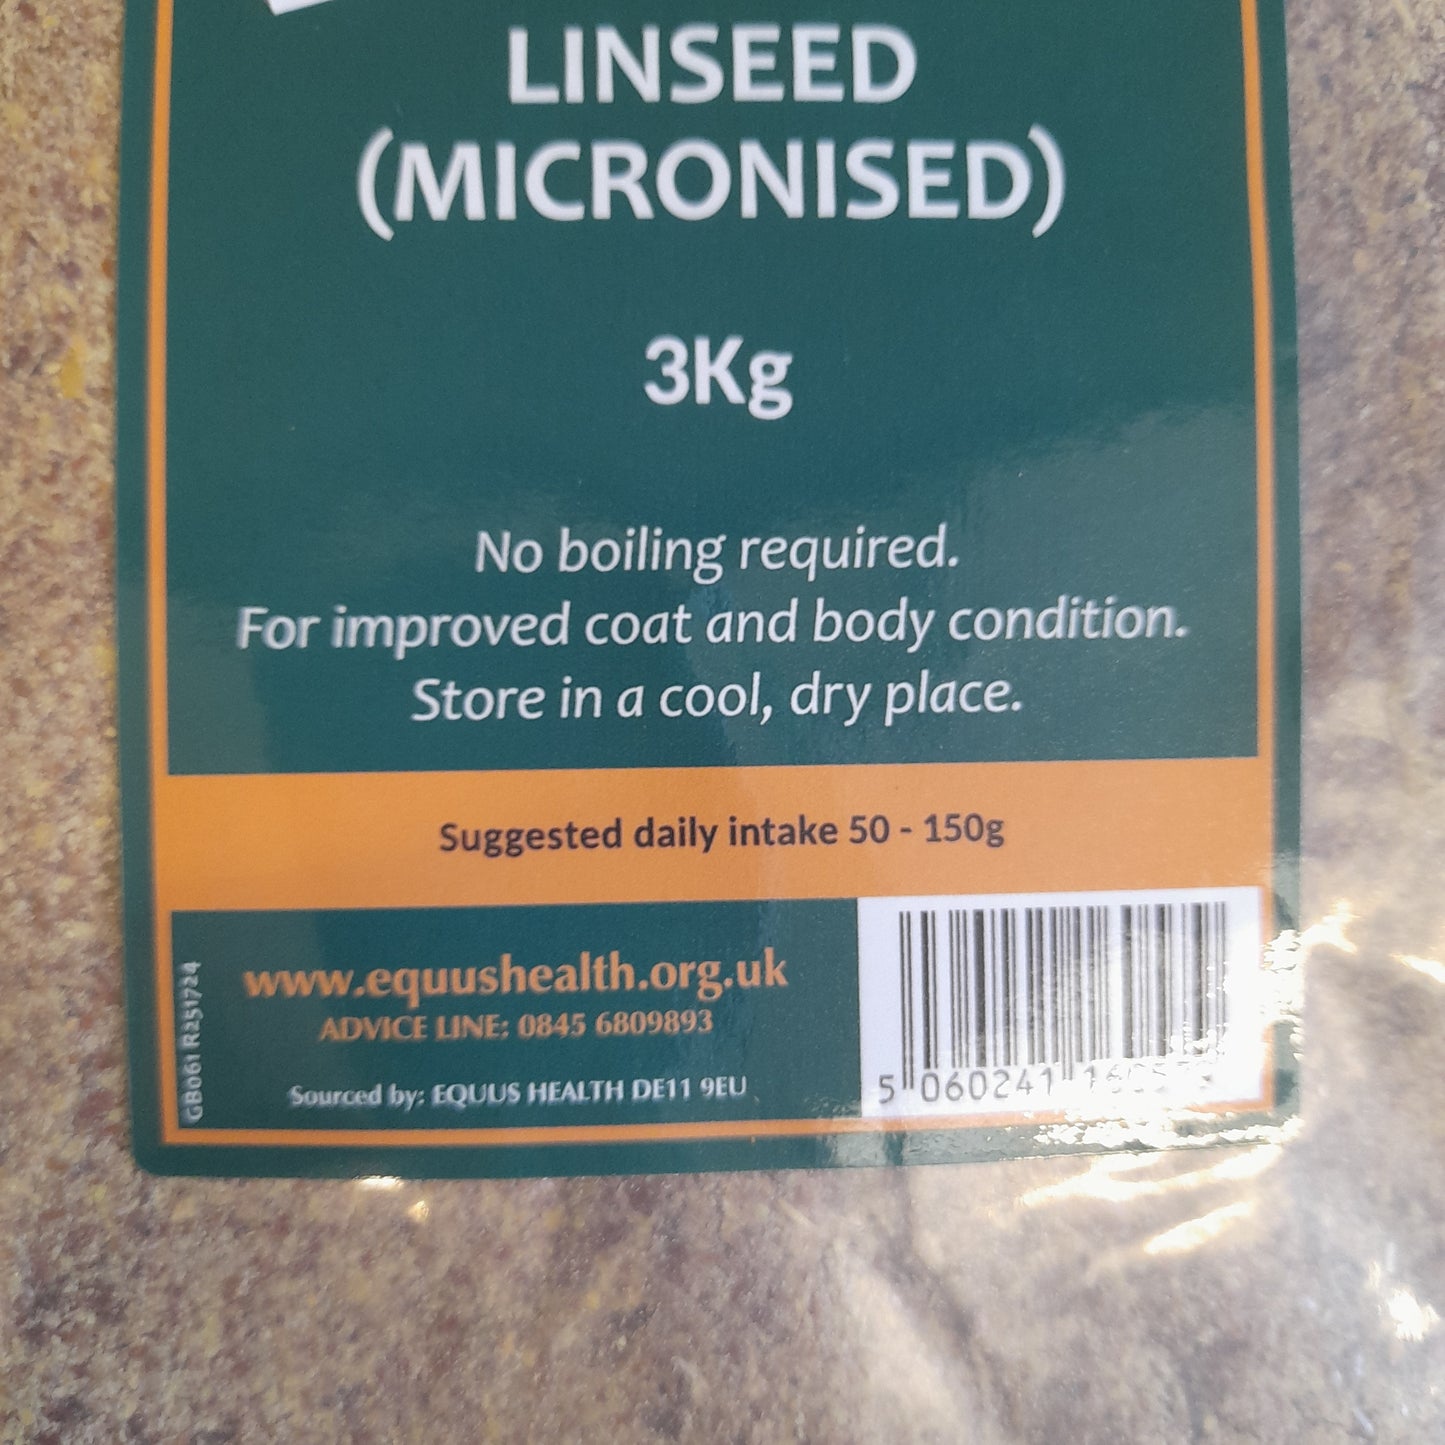 LINSEED
(MICRONISED)
3Kg
No boiling required.
For improved coat and body condition.
Store in a cool, dry place.
Suggested daily intake 50 - 150g
www.equushealth.org.uk
ADVICE LINE: 0845 6809893
Sourced by: EQUUS HEALTH DE11 9EU
GB061 R251724
5 060241